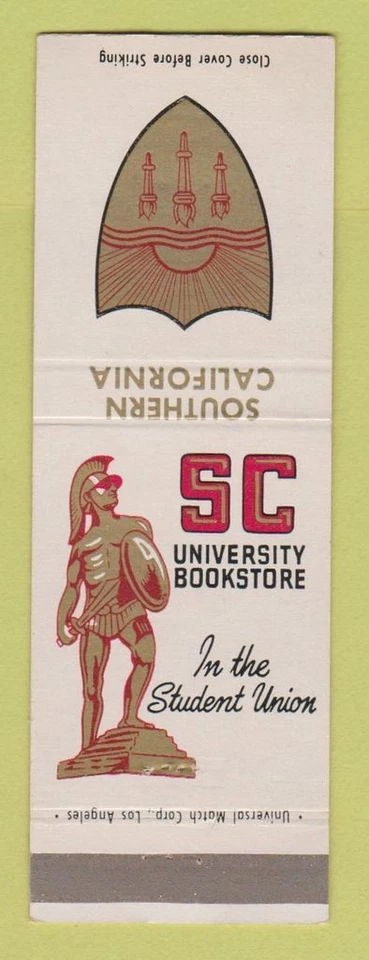 Close Cover Before Striking
SOUTHERN
CALIFORNIA
SC
UNIVERSITY
BOOKSTORE
In the
Student Union
• Universal Match Corp., Los Angeles •